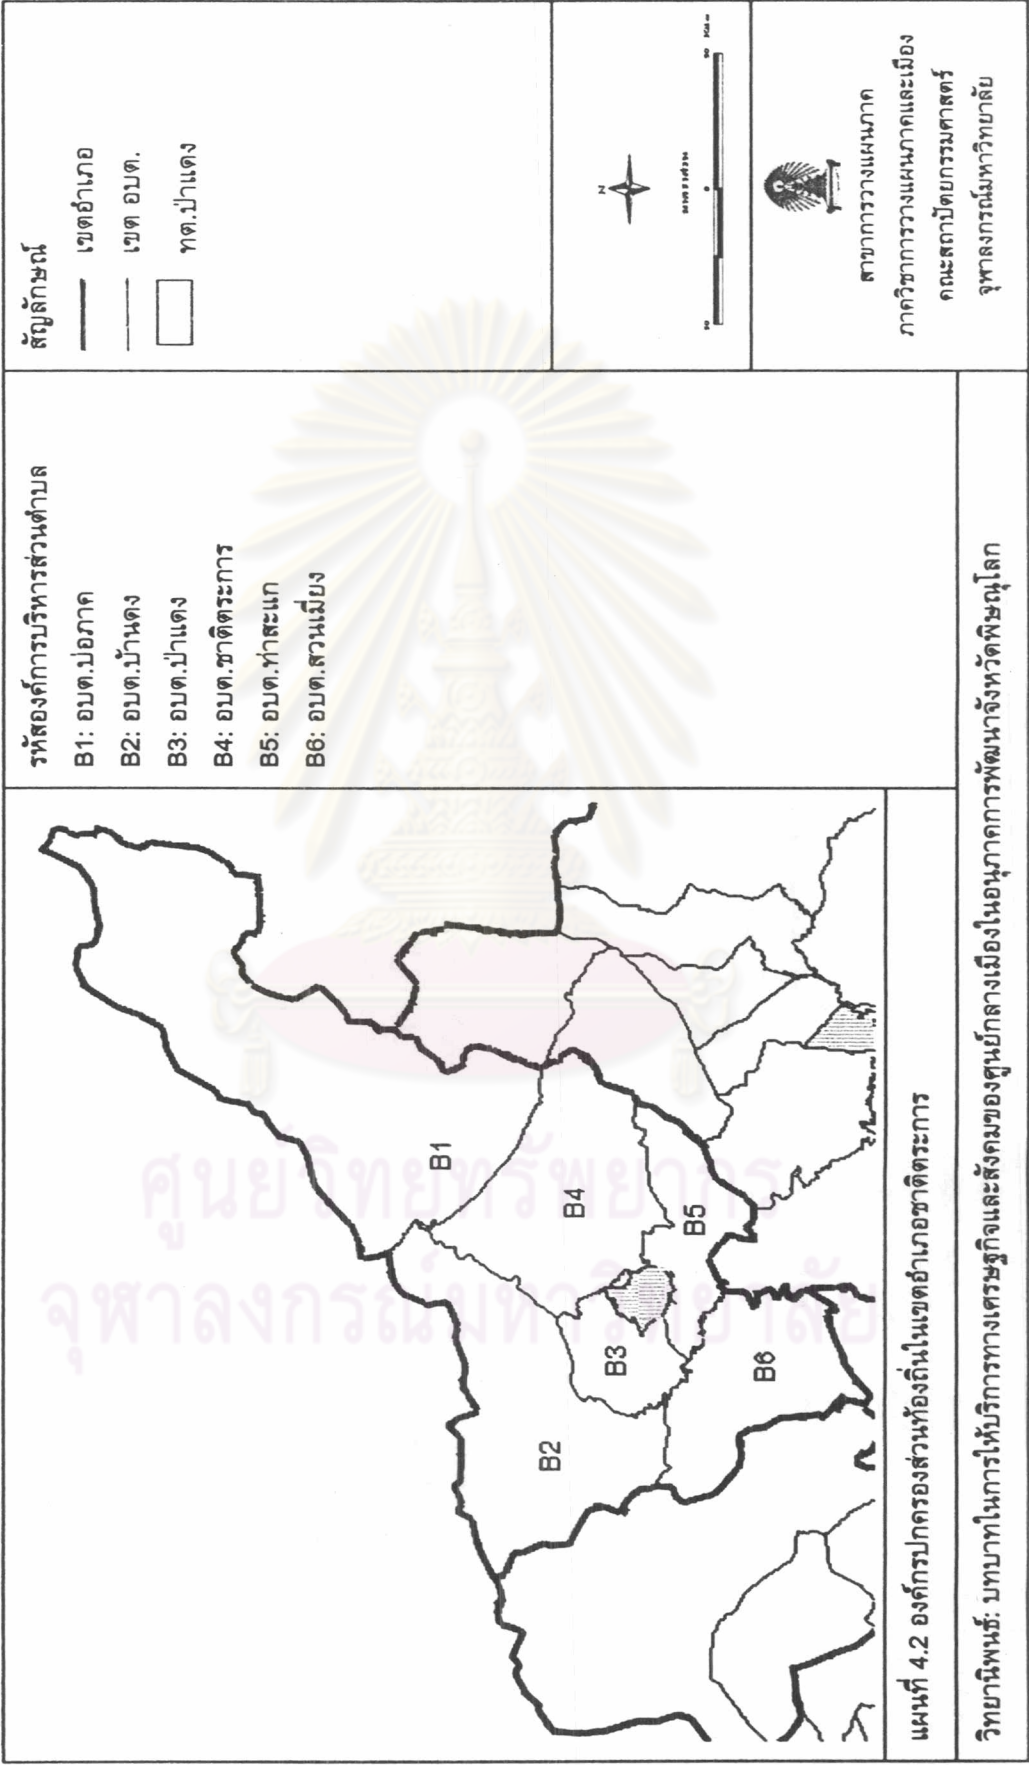 สัญลักษณ์
เขตอำเภอ
เขต อบต.
ทต.ป่าแดง
รหัสองค์การบริหารส่วนตำบล
B1: อบต.บ่อภาค
B2: อบต.บ้านดง
B3: อบต.ป่าแดง
B4: อบต.ชาติตระการ
B5: อบต.ท่าสะแก
B6: อบต.สวนเมี่ยง
B1
B2
B3
B4
B5
B6
N
สาขาการวางแผนภาค
ภาควิชาการวางแผนภาคและเมือง
คณะสถาปัตยกรรมศาสตร์
จุฬาลงกรณ์มหาวิทยาลัย
ศูนย์วิทยทรัพยากร
จุฬาลงกรณ์มหาวิทยาลัย
แผนที่ 4.2 องค์กรปกครองส่วนท้องถิ่นในเขตอำเภอชาติตระการ
วิทยานิพนธ์: บทบาทในการให้บริการทางเศรษฐกิจและสังคมของศูนย์กลางเมืองในอนุภาคการพัฒนาจังหวัดพิษณุโลก